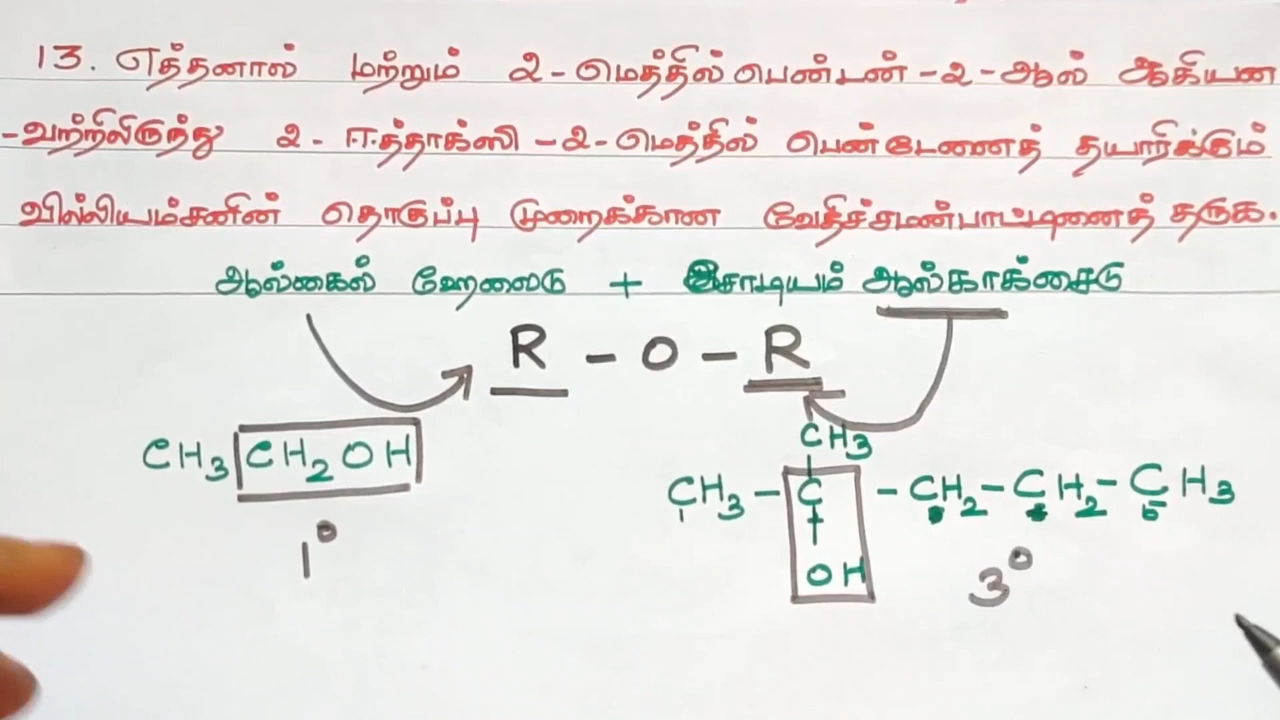 13. எத்தனால் மற்றும் 2-மெத்தில்பென்டன்-2-ஆல் ஆகியன
-வற்றிலிருந்து 2-ஈத்தாக்ஸி-2-மெத்தில் பென்டேனைத் தயாரிக்கும்
வில்லியம்சனின் தொகுப்பு முறைக்கான வேதிச்சமன்பாட்டினைத் தருக.
ஆல்கைல் ஹேலைடு + சோடியம் ஆல்காக்சைடு
R - O - R
CH3
CH3 CH2OH
CH3 - C - CH2 - CH2 - CH3
OH
1°
3°